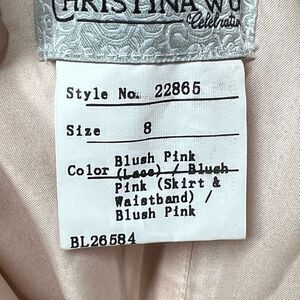 CHRISTINA WU
Celebration
Style No. 22865
Size 8
Color Blush Pink
(Lace) / Blush
Pink (Skirt &
Waistband) /
Blush Pink
BL26584